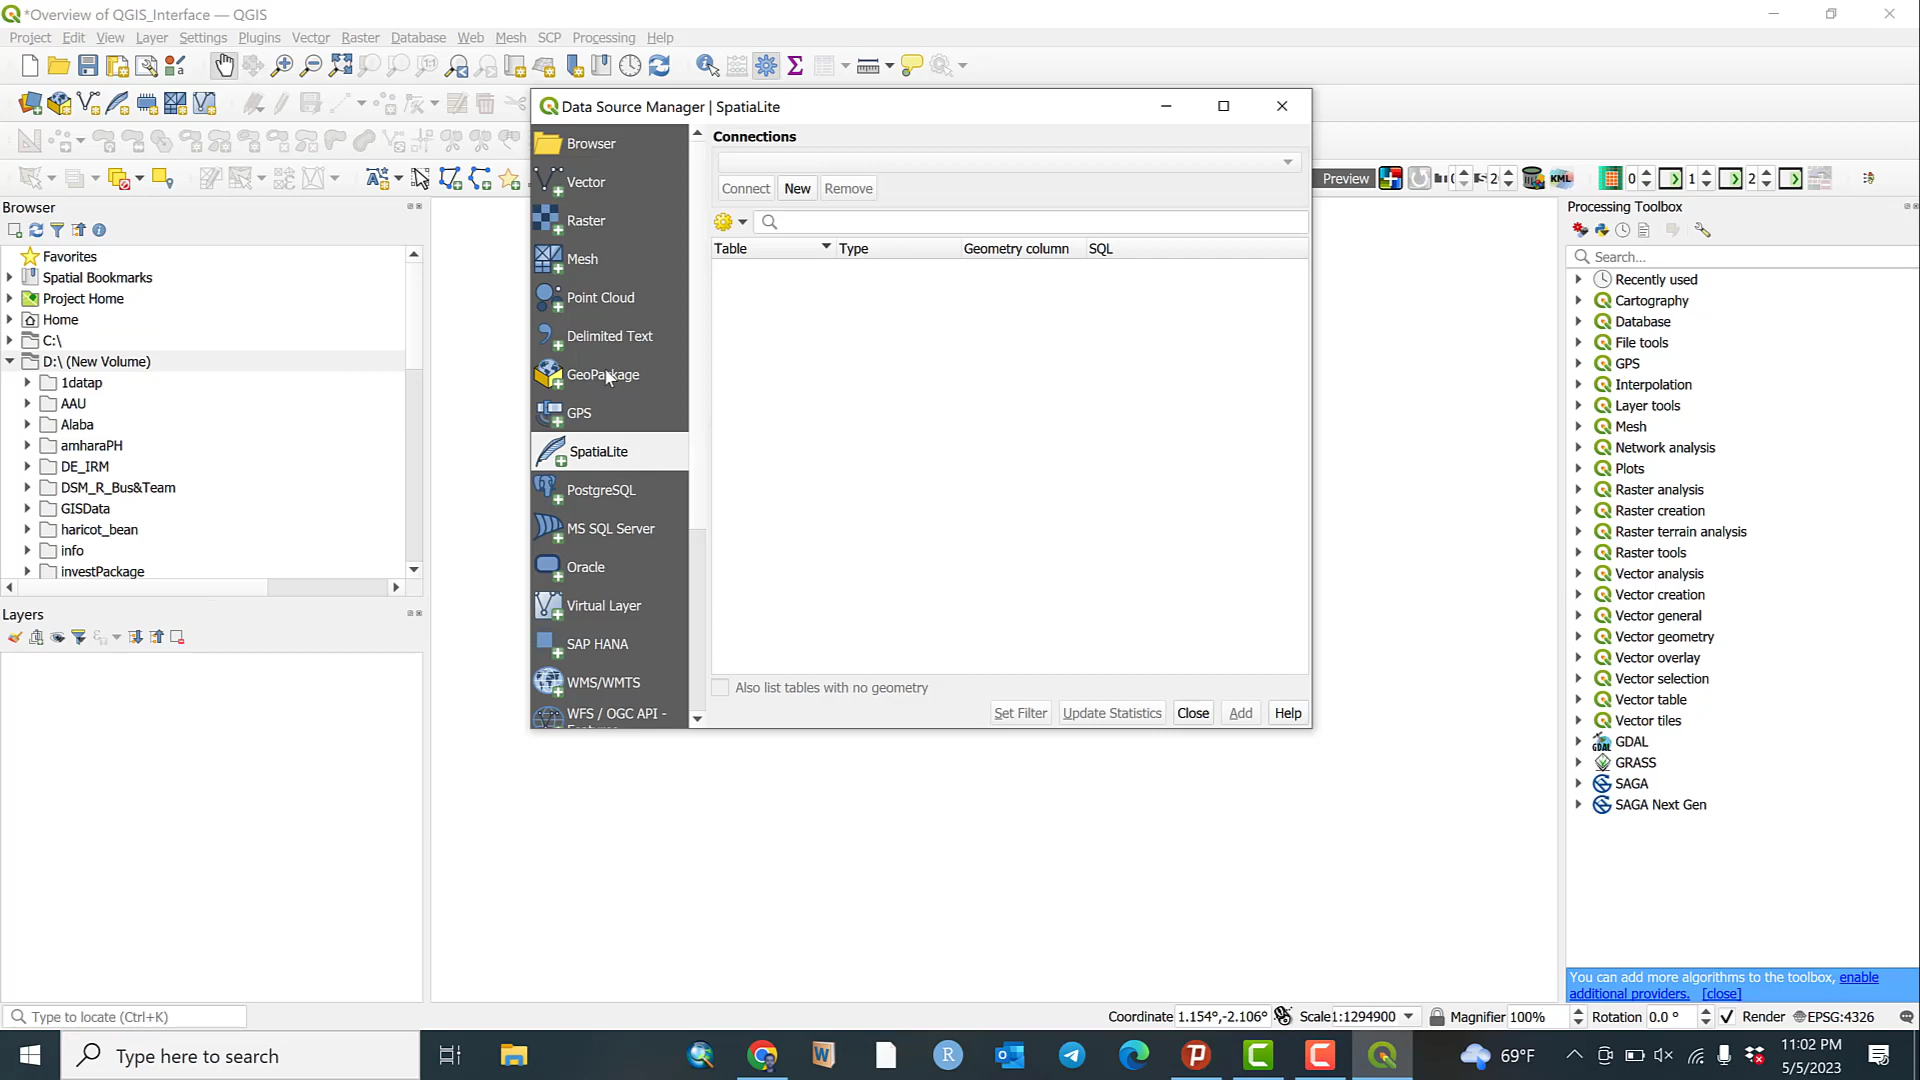 *Overview of QGIS_Interface — QGIS
Project Edit View Layer Settings Plugins Vector Raster Database Web Mesh SCP Processing Help
Preview
KML
0 1 2
Browser
Favorites
Spatial Bookmarks
Project Home
Home
C:\
D:\ (New Volume)
1datap
AAU
Alaba
amharaPH
DE_IRM
DSM_R_Bus&Team
GISData
haricot_bean
info
investPackage
Layers
Data Source Manager | SpatiaLite
Browser
Vector
Raster
Mesh
Point Cloud
Delimited Text
GeoPackage
GPS
SpatiaLite
PostgreSQL
MS SQL Server
Oracle
Virtual Layer
SAP HANA
WMS/WMTS
WFS / OGC API -
Connections
Connect New Remove
Table Type Geometry column SQL
Also list tables with no geometry
Set Filter Update Statistics Close Add Help
Processing Toolbox
Search...
Recently used
Cartography
Database
File tools
GPS
Interpolation
Layer tools
Mesh
Network analysis
Plots
Raster analysis
Raster creation
Raster terrain analysis
Raster tools
Vector analysis
Vector creation
Vector general
Vector geometry
Vector overlay
Vector selection
Vector table
Vector tiles
GDAL
GRASS
SAGA
SAGA Next Gen
You can add more algorithms to the toolbox, enable
additional providers. [close]
Type to locate (Ctrl+K)
Coordinate 1.154°,-2.106° Scale 1:1294900 Magnifier 100% Rotation 0.0 ° Render EPSG:4326
Type here to search
69°F
11:02 PM
5/5/2023